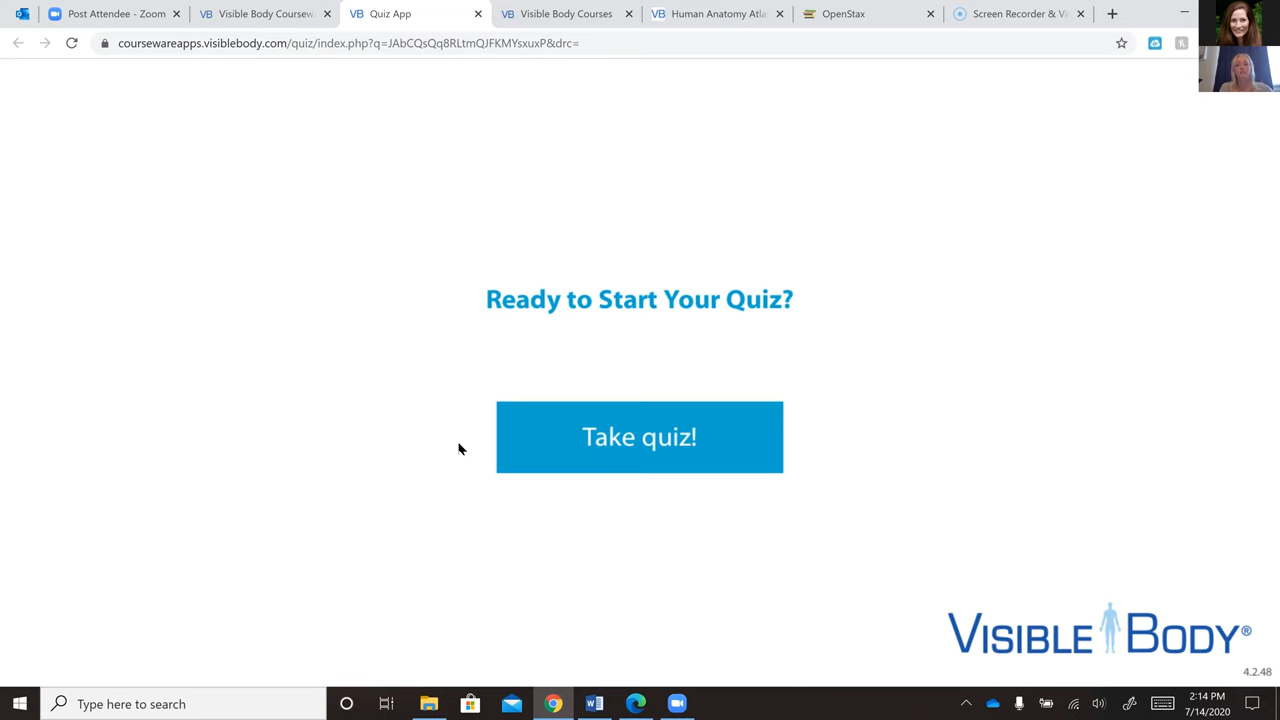 Post Attendee - Zoom
Visible Body Coursew
Quiz App
Visible Body Courses
Human Anatomy Atla
OpenStax
Screen Recorder & Vi
coursewareapps.visiblebody.com/quiz/index.php?q=JAbCQsQq8RLtmQJFKMYsxuxP&drc=
Ready to Start Your Quiz?
Take quiz!
VISIBLE BODY®
4.2.48
Type here to search
2:14 PM
7/14/2020